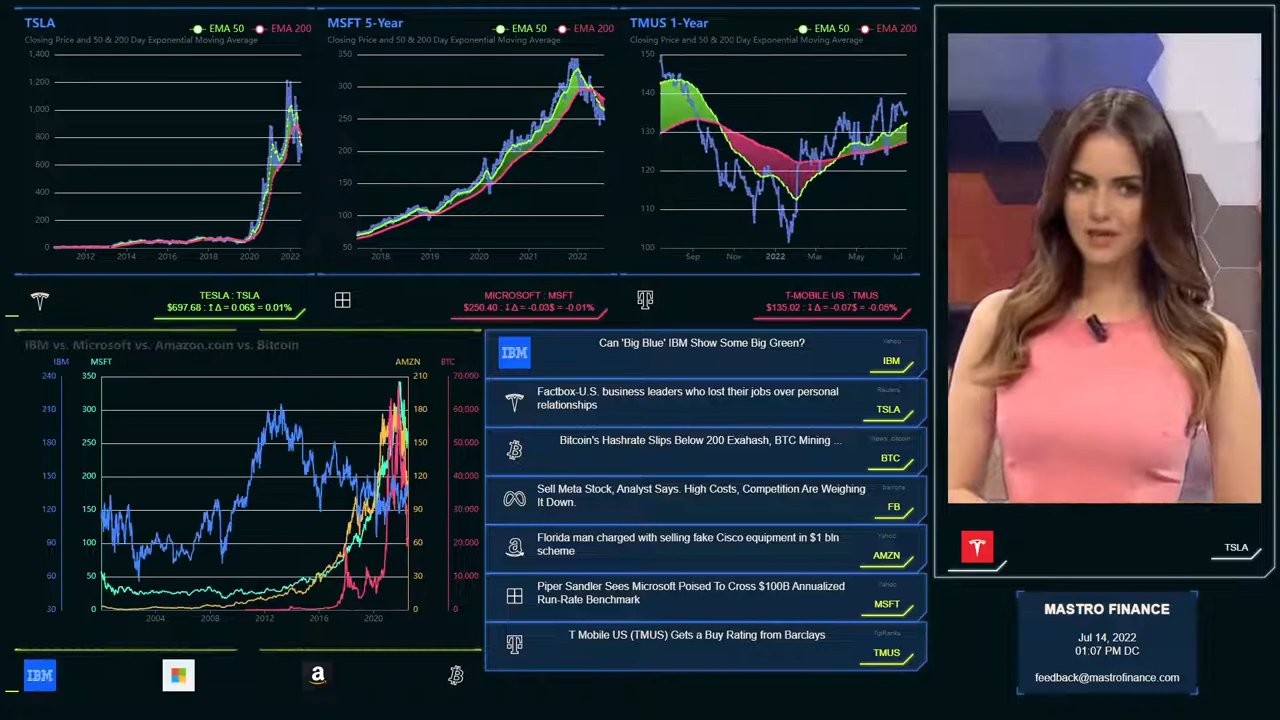 TSLA
EMA 50 EMA 200
Closing Price and 50 & 200 Day Exponential Moving Average
1,400
1,200
1,000
800
600
400
200
0
2012 2014 2016 2018 2020 2022
MSFT 5-Year
EMA 50 EMA 200
Closing Price and 50 & 200 Day Exponential Moving Average
350
300
250
200
150
100
50
2018 2019 2020 2021 2022
TMUS 1-Year
EMA 50 EMA 200
Closing Price and 50 & 200 Day Exponential Moving Average
150
140
130
120
110
100
Sep Nov 2022 Mar May Jul
TESLA : TSLA
$697.68 : I Δ = 0.06$ = 0.01%
MICROSOFT : MSFT
$250.40 : I Δ = -0.03$ = -0.01%
T-MOBILE US : TMUS
$135.02 : I Δ = -0.07$ = -0.05%
IBM vs. Microsoft vs. Amazon.com vs. Bitcoin
IBM MSFT AMZN BTC
240 350 210 70,000
210 300 180 60,000
180 250 150 50,000
150 200 120 40,000
120 150 90 30,000
90 100 60 20,000
60 50 30 10,000
30 0 0 0
2004 2008 2012 2016 2020
IBM
a
IBM
Can 'Big Blue' IBM Show Some Big Green?
Yahoo
IBM
Factbox-U.S. business leaders who lost their jobs over personal
relationships
Reuters
TSLA
Bitcoin's Hashrate Slips Below 200 Exahash, BTC Mining ...
BTC
Sell Meta Stock, Analyst Says. High Costs, Competition Are Weighing
It Down.
FB
a
Florida man charged with selling fake Cisco equipment in $1 bln
scheme
Yahoo
AMZN
Piper Sandler Sees Microsoft Poised To Cross $100B Annualized
Run-Rate Benchmark
Yahoo
MSFT
T Mobile US (TMUS) Gets a Buy Rating from Barclays
TipRanks
TMUS
TSLA
MASTRO FINANCE
Jul 14, 2022
01:07 PM DC
feedback@mastrofinance.com